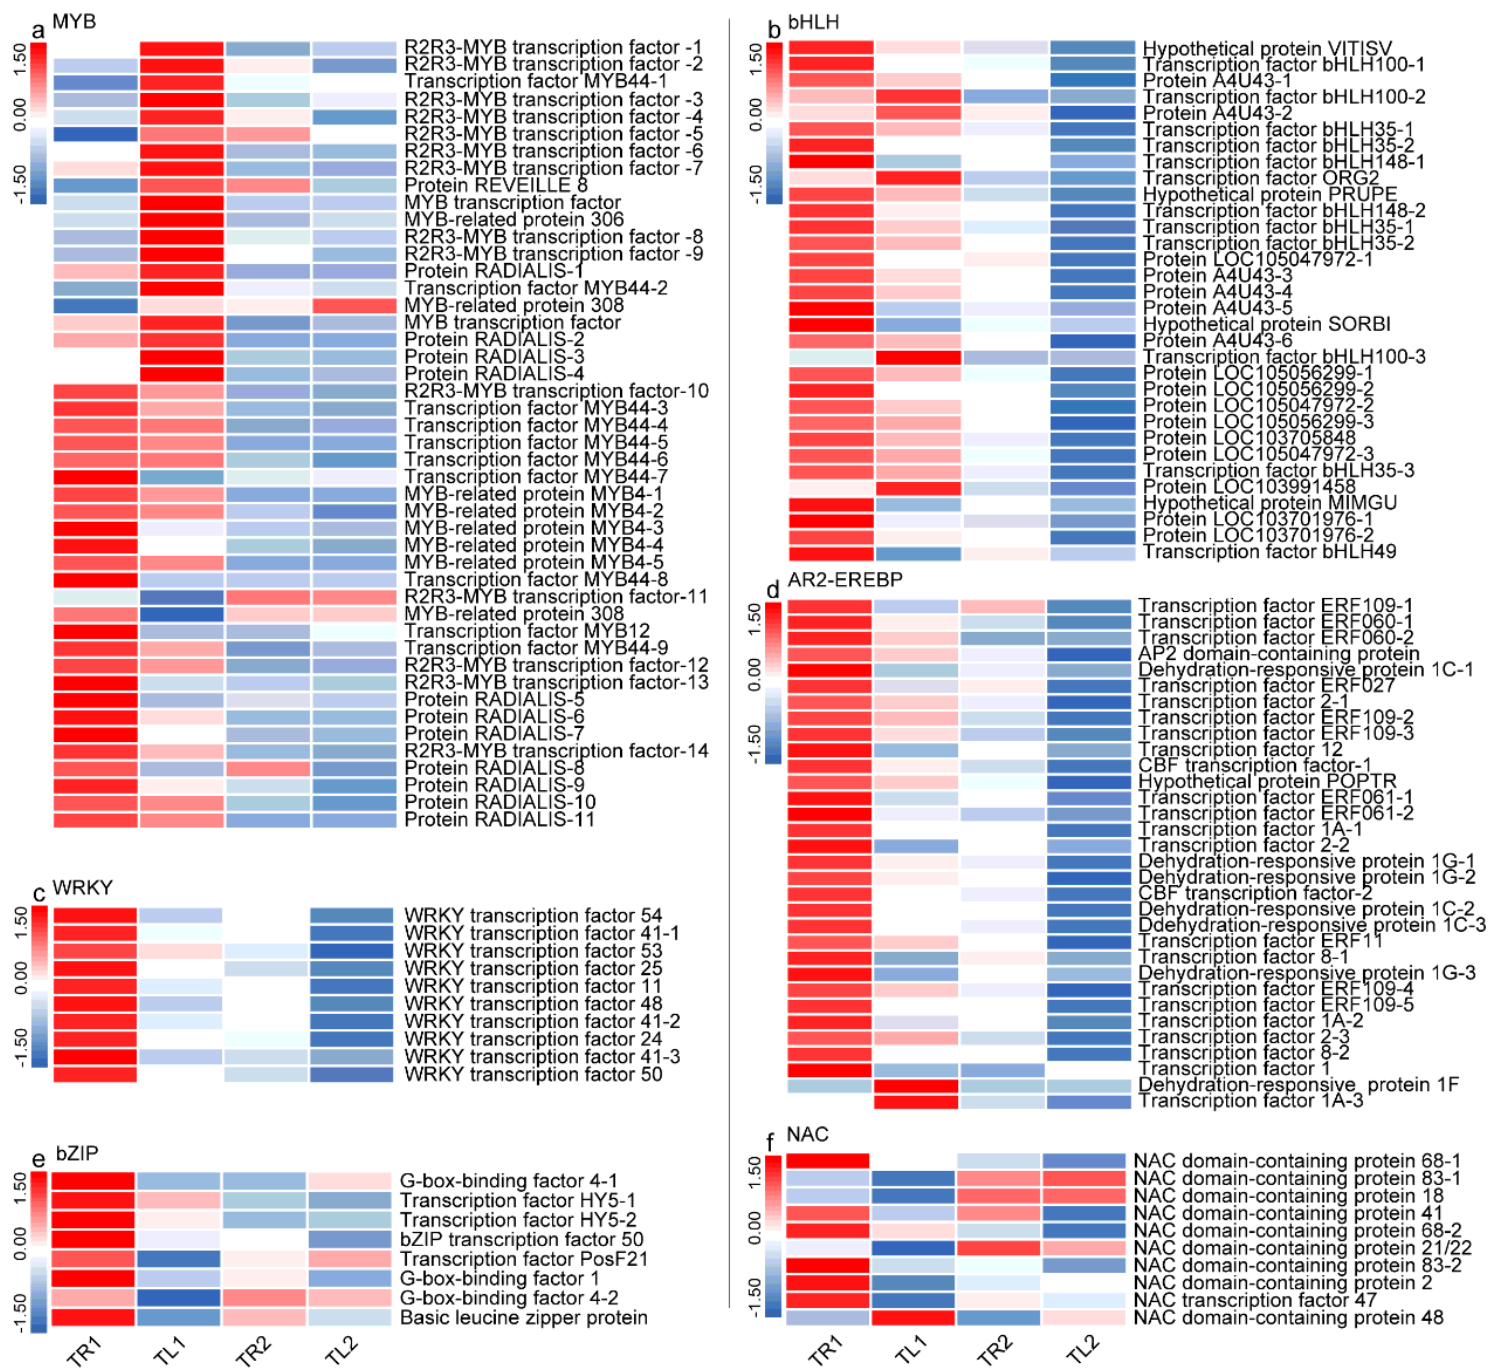 a MYB
1.50
0.00
-1.50
R2R3-MYB transcription factor -1
R2R3-MYB transcription factor -2
Transcription factor MYB44-1
R2R3-MYB transcription factor -3
R2R3-MYB transcription factor -4
R2R3-MYB transcription factor -5
R2R3-MYB transcription factor -6
R2R3-MYB transcription factor -7
Protein REVEILLE 8
MYB transcription factor
MYB-related protein 306
R2R3-MYB transcription factor -8
R2R3-MYB transcription factor -9
Protein RADIALIS-1
Transcription factor MYB44-2
MYB-related protein 308
MYB transcription factor
Protein RADIALIS-2
Protein RADIALIS-3
Protein RADIALIS-4
R2R3-MYB transcription factor-10
Transcription factor MYB44-3
Transcription factor MYB44-4
Transcription factor MYB44-5
Transcription factor MYB44-6
Transcription factor MYB44-7
MYB-related protein MYB4-1
MYB-related protein MYB4-2
MYB-related protein MYB4-3
MYB-related protein MYB4-4
MYB-related protein MYB4-5
Transcription factor MYB44-8
R2R3-MYB transcription factor-11
MYB-related protein 308
Transcription factor MYB12
Transcription factor MYB44-9
R2R3-MYB transcription factor-12
R2R3-MYB transcription factor-13
Protein RADIALIS-5
Protein RADIALIS-6
Protein RADIALIS-7
R2R3-MYB transcription factor-14
Protein RADIALIS-8
Protein RADIALIS-9
Protein RADIALIS-10
Protein RADIALIS-11
c WRKY
1.50
0.00
-1.50
WRKY transcription factor 54
WRKY transcription factor 41-1
WRKY transcription factor 53
WRKY transcription factor 25
WRKY transcription factor 11
WRKY transcription factor 48
WRKY transcription factor 41-2
WRKY transcription factor 24
WRKY transcription factor 41-3
WRKY transcription factor 50
e bZIP
1.50
0.00
-1.50
G-box-binding factor 4-1
Transcription factor HY5-1
Transcription factor HY5-2
bZIP transcription factor 50
Transcription factor PosF21
G-box-binding factor 1
G-box-binding factor 4-2
Basic leucine zipper protein
TR1 TL1 TR2 TL2
b bHLH
1.50
0.00
-1.50
Hypothetical protein VITISV
Transcription factor bHLH100-1
Protein A4U43-1
Transcription factor bHLH100-2
Protein A4U43-2
Transcription factor bHLH35-1
Transcription factor bHLH35-2
Transcription factor bHLH148-1
Transcription factor ORG2
Hypothetical protein PRUPE
Transcription factor bHLH148-2
Transcription factor bHLH35-1
Transcription factor bHLH35-2
Protein LOC105047972-1
Protein A4U43-3
Protein A4U43-4
Protein A4U43-5
Hypothetical protein SORBI
Protein A4U43-6
Transcription factor bHLH100-3
Protein LOC105056299-1
Protein LOC105056299-2
Protein LOC105047972-2
Protein LOC105056299-3
Protein LOC103705848
Protein LOC105047972-3
Transcription factor bHLH35-3
Protein LOC103991458
Hypothetical protein MIMGU
Protein LOC103701976-1
Protein LOC103701976-2
Transcription factor bHLH49
d AR2-EREBP
1.50
0.00
-1.50
Transcription factor ERF109-1
Transcription factor ERF060-1
Transcription factor ERF060-2
AP2 domain-containing protein
Dehydration-responsive protein 1C-1
Transcription factor ERF027
Transcription factor 2-1
Transcription factor ERF109-2
Transcription factor ERF109-3
Transcription factor 12
CBF transcription factor-1
Hypothetical protein POPTR
Transcription factor ERF061-1
Transcription factor ERF061-2
Transcription factor 1A-1
Transcription factor 2-2
Dehydration-responsive protein 1G-1
Dehydration-responsive protein 1G-2
CBF transcription factor-2
Dehydration-responsive protein 1C-2
Ddehydration-responsive protein 1C-3
Transcription factor ERF11
Transcription factor 8-1
Dehydration-responsive protein 1G-3
Transcription factor ERF109-4
Transcription factor ERF109-5
Transcription factor 1A-2
Transcription factor 2-3
Transcription factor 8-2
Transcription factor 1
Dehydration-responsive protein 1F
Transcription factor 1A-3
f NAC
1.50
0.00
-1.50
NAC domain-containing protein 68-1
NAC domain-containing protein 83-1
NAC domain-containing protein 18
NAC domain-containing protein 41
NAC domain-containing protein 68-2
NAC domain-containing protein 21/22
NAC domain-containing protein 83-2
NAC domain-containing protein 2
NAC transcription factor 47
NAC domain-containing protein 48
TR1 TL1 TR2 TL2